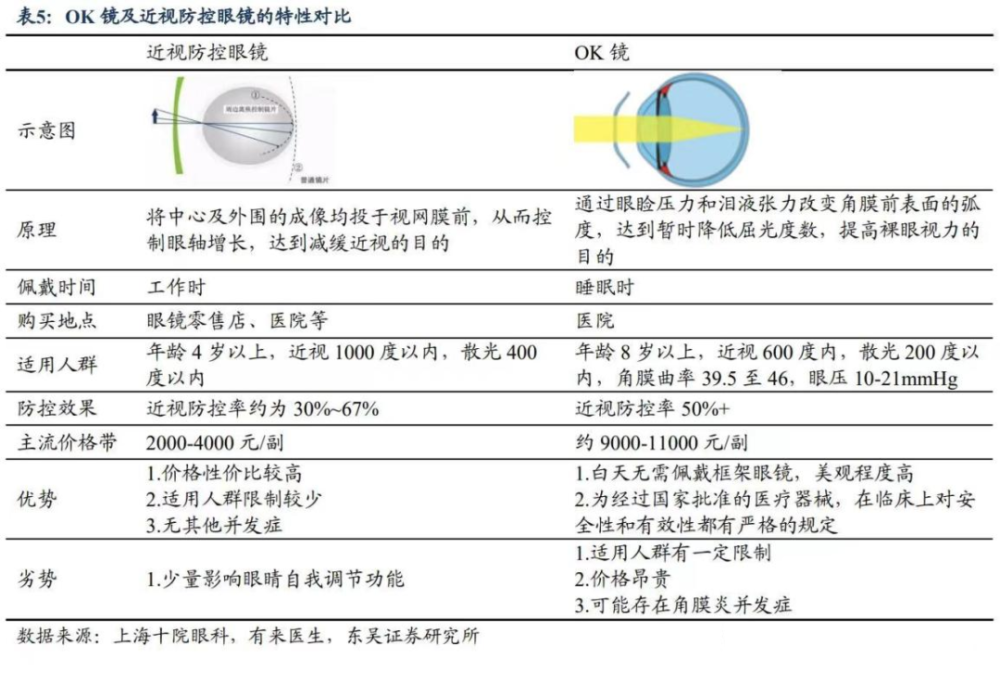 表5：OK 镜及近视防控眼镜的特性对比
近视防控眼镜
OK 镜
示意图
①
周边离焦控制镜片
②
普通镜片
原理
将中心及外围的成像均投于视网膜前，从而控
制眼轴增长，达到减缓近视的目的
通过眼睑压力和泪液张力改变角膜前表面的弧
度，达到暂时降低屈光度数，提高裸眼视力的
目的
佩戴时间
工作时
睡眠时
购买地点
眼镜零售店、医院等
医院
适用人群
年龄 4 岁以上，近视 1000 度以内，散光 400
度以内
年龄 8 岁以上，近视 600 度内，散光 200 度以
内，角膜曲率 39.5 至 46，眼压 10-21mmHg
防控效果
近视防控率约为 30%~67%
近视防控率 50%+
主流价格带
2000-4000 元/副
约 9000-11000 元/副
优势
1.价格性价比较高
2.适用人群限制较少
3.无其他并发症
1.白天无需佩戴框架眼镜，美观程度高
2.为经过国家批准的医疗器械，在临床上对安
全性和有效性都有严格的规定
劣势
1.少量影响眼睛自我调节功能
1.适用人群有一定限制
2.价格昂贵
3.可能存在角膜炎并发症
数据来源：上海十院眼科，有来医生，东吴证券研究所